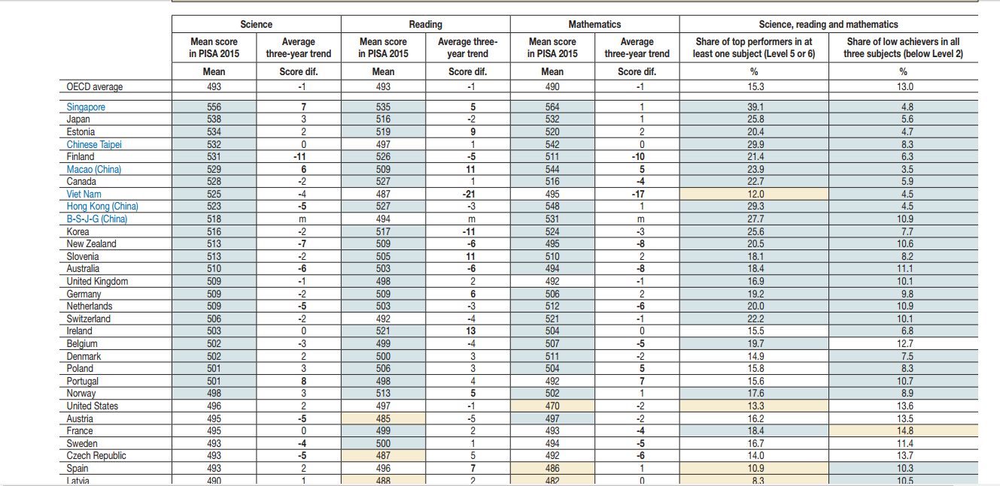 Science Reading Mathematics Science, reading and mathematics
Mean score in PISA 2015 Average three-year trend Mean score in PISA 2015 Average three-year trend Mean score in PISA 2015 Average three-year trend Share of top performers in at least one subject (Level 5 or 6) Share of low achievers in all three subjects (below Level 2)
Mean Score dif. Mean Score dif. Mean Score dif. % %
OECD average 493 -1 493 -1 490 -1 15.3 13.0
Singapore 556 7 535 5 564 1 39.1 4.8
Japan 538 3 516 -2 532 1 25.8 5.6
Estonia 534 2 519 9 520 2 20.4 4.7
Chinese Taipei 532 0 497 1 542 0 29.9 8.3
Finland 531 -11 526 -5 511 -10 21.4 6.3
Macao (China) 529 6 509 11 544 5 23.9 3.5
Canada 528 -2 527 1 516 -4 22.7 5.9
Viet Nam 525 -4 487 -21 495 -17 12.0 4.5
Hong Kong (China) 523 -5 527 -3 548 1 29.3 4.5
B-S-J-G (China) 518 m 494 m 531 m 27.7 10.9
Korea 516 -2 517 -11 524 -3 25.6 7.7
New Zealand 513 -7 509 -6 495 -8 20.5 10.6
Slovenia 513 -2 505 11 510 2 18.1 8.2
Australia 510 -6 503 -6 494 -8 18.4 11.1
United Kingdom 509 -1 498 2 492 -1 16.9 10.1
Germany 509 -2 509 6 506 2 19.2 9.8
Netherlands 509 -5 503 -3 512 -6 20.0 10.9
Switzerland 506 -2 492 -4 521 -1 22.2 10.1
Ireland 503 0 521 13 504 0 15.5 6.8
Belgium 502 -3 499 -4 507 -5 19.7 12.7
Denmark 502 2 500 3 511 -2 14.9 7.5
Poland 501 3 506 3 504 5 15.8 8.3
Portugal 501 8 498 4 492 7 15.6 10.7
Norway 498 3 513 5 502 1 17.6 8.9
United States 496 2 497 -1 470 -2 13.3 13.6
Austria 495 -5 485 -5 497 -2 16.2 13.5
France 495 0 499 2 493 -4 18.4 14.8
Sweden 493 -4 500 1 494 -5 16.7 11.4
Czech Republic 493 -5 487 5 492 -6 14.0 13.7
Spain 493 2 496 7 486 1 10.9 10.3
Latvia 490 1 488 2 482 0 8.3 10.5